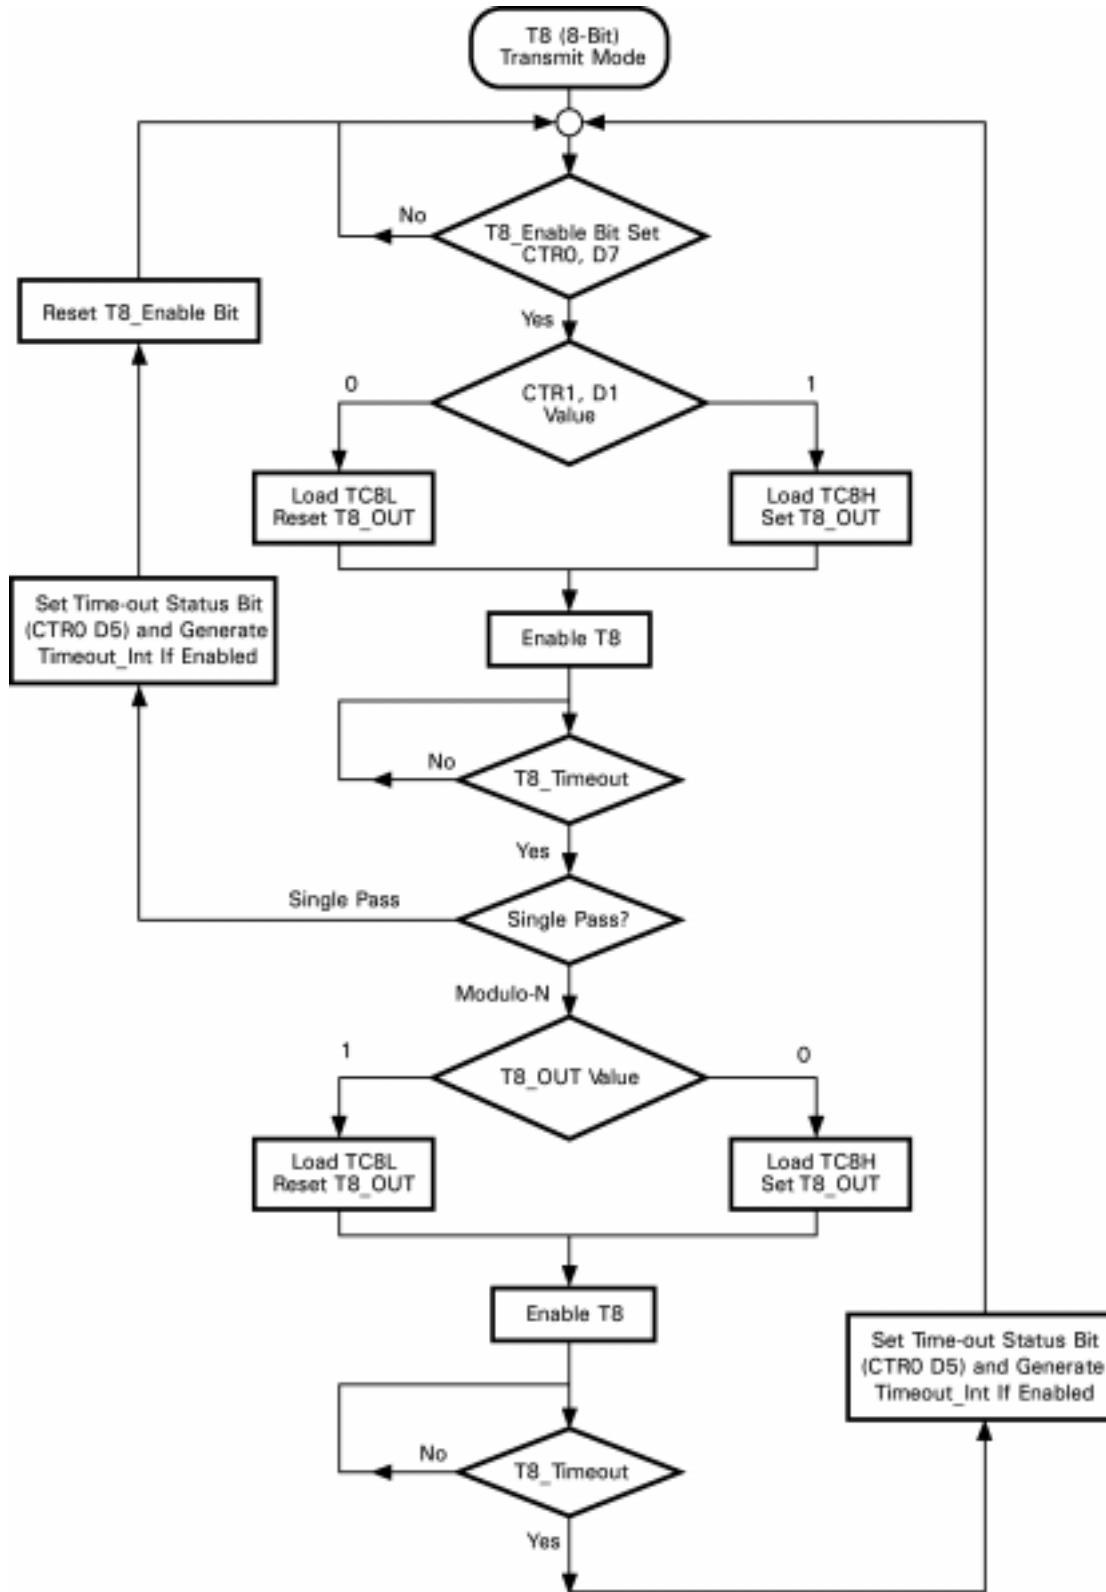 T8 (8-Bit)
Transmit Mode
No
T8_Enable Bit Set
CTR0, D7
Reset T8_Enable Bit
Yes
0
CTR1, D1
Value
1
Load TC8L
Reset T8_OUT
Load TC8H
Set T8_OUT
Set Time-out Status Bit
(CTR0 D5) and Generate
Timeout_Int If Enabled
Enable T8
No
T8_Timeout
Yes
Single Pass
Single Pass?
Modulo-N
1
T8_OUT Value
0
Load TC8L
Reset T8_OUT
Load TC8H
Set T8_OUT
Enable T8
Set Time-out Status Bit
(CTR0 D5) and Generate
Timeout_Int If Enabled
No
T8_Timeout
Yes